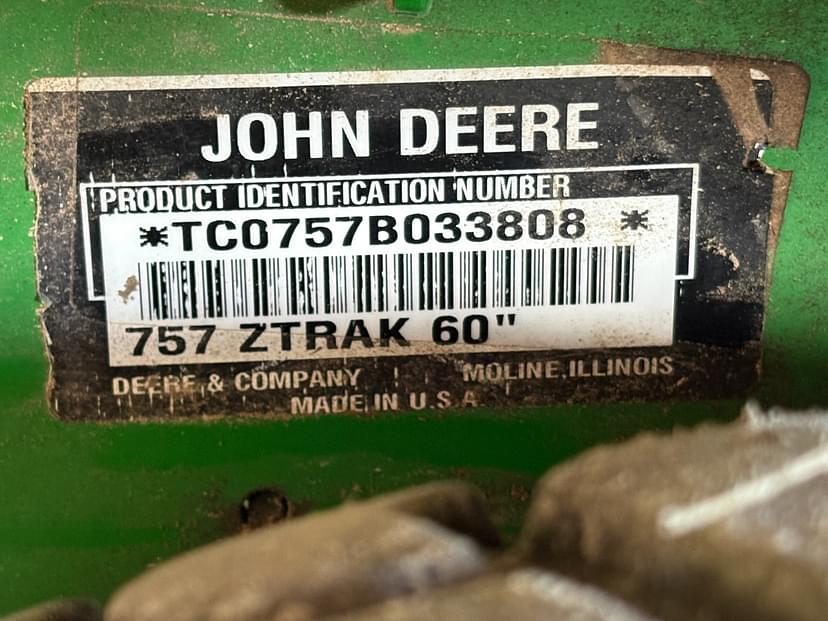 JOHN DEERE
PRODUCT IDENTIFICATION NUMBER
*TC0757B033808 *
757 ZTRAK 60"
DEERE & COMPANY MOLINE, ILLINOIS
MADE IN U.S.A